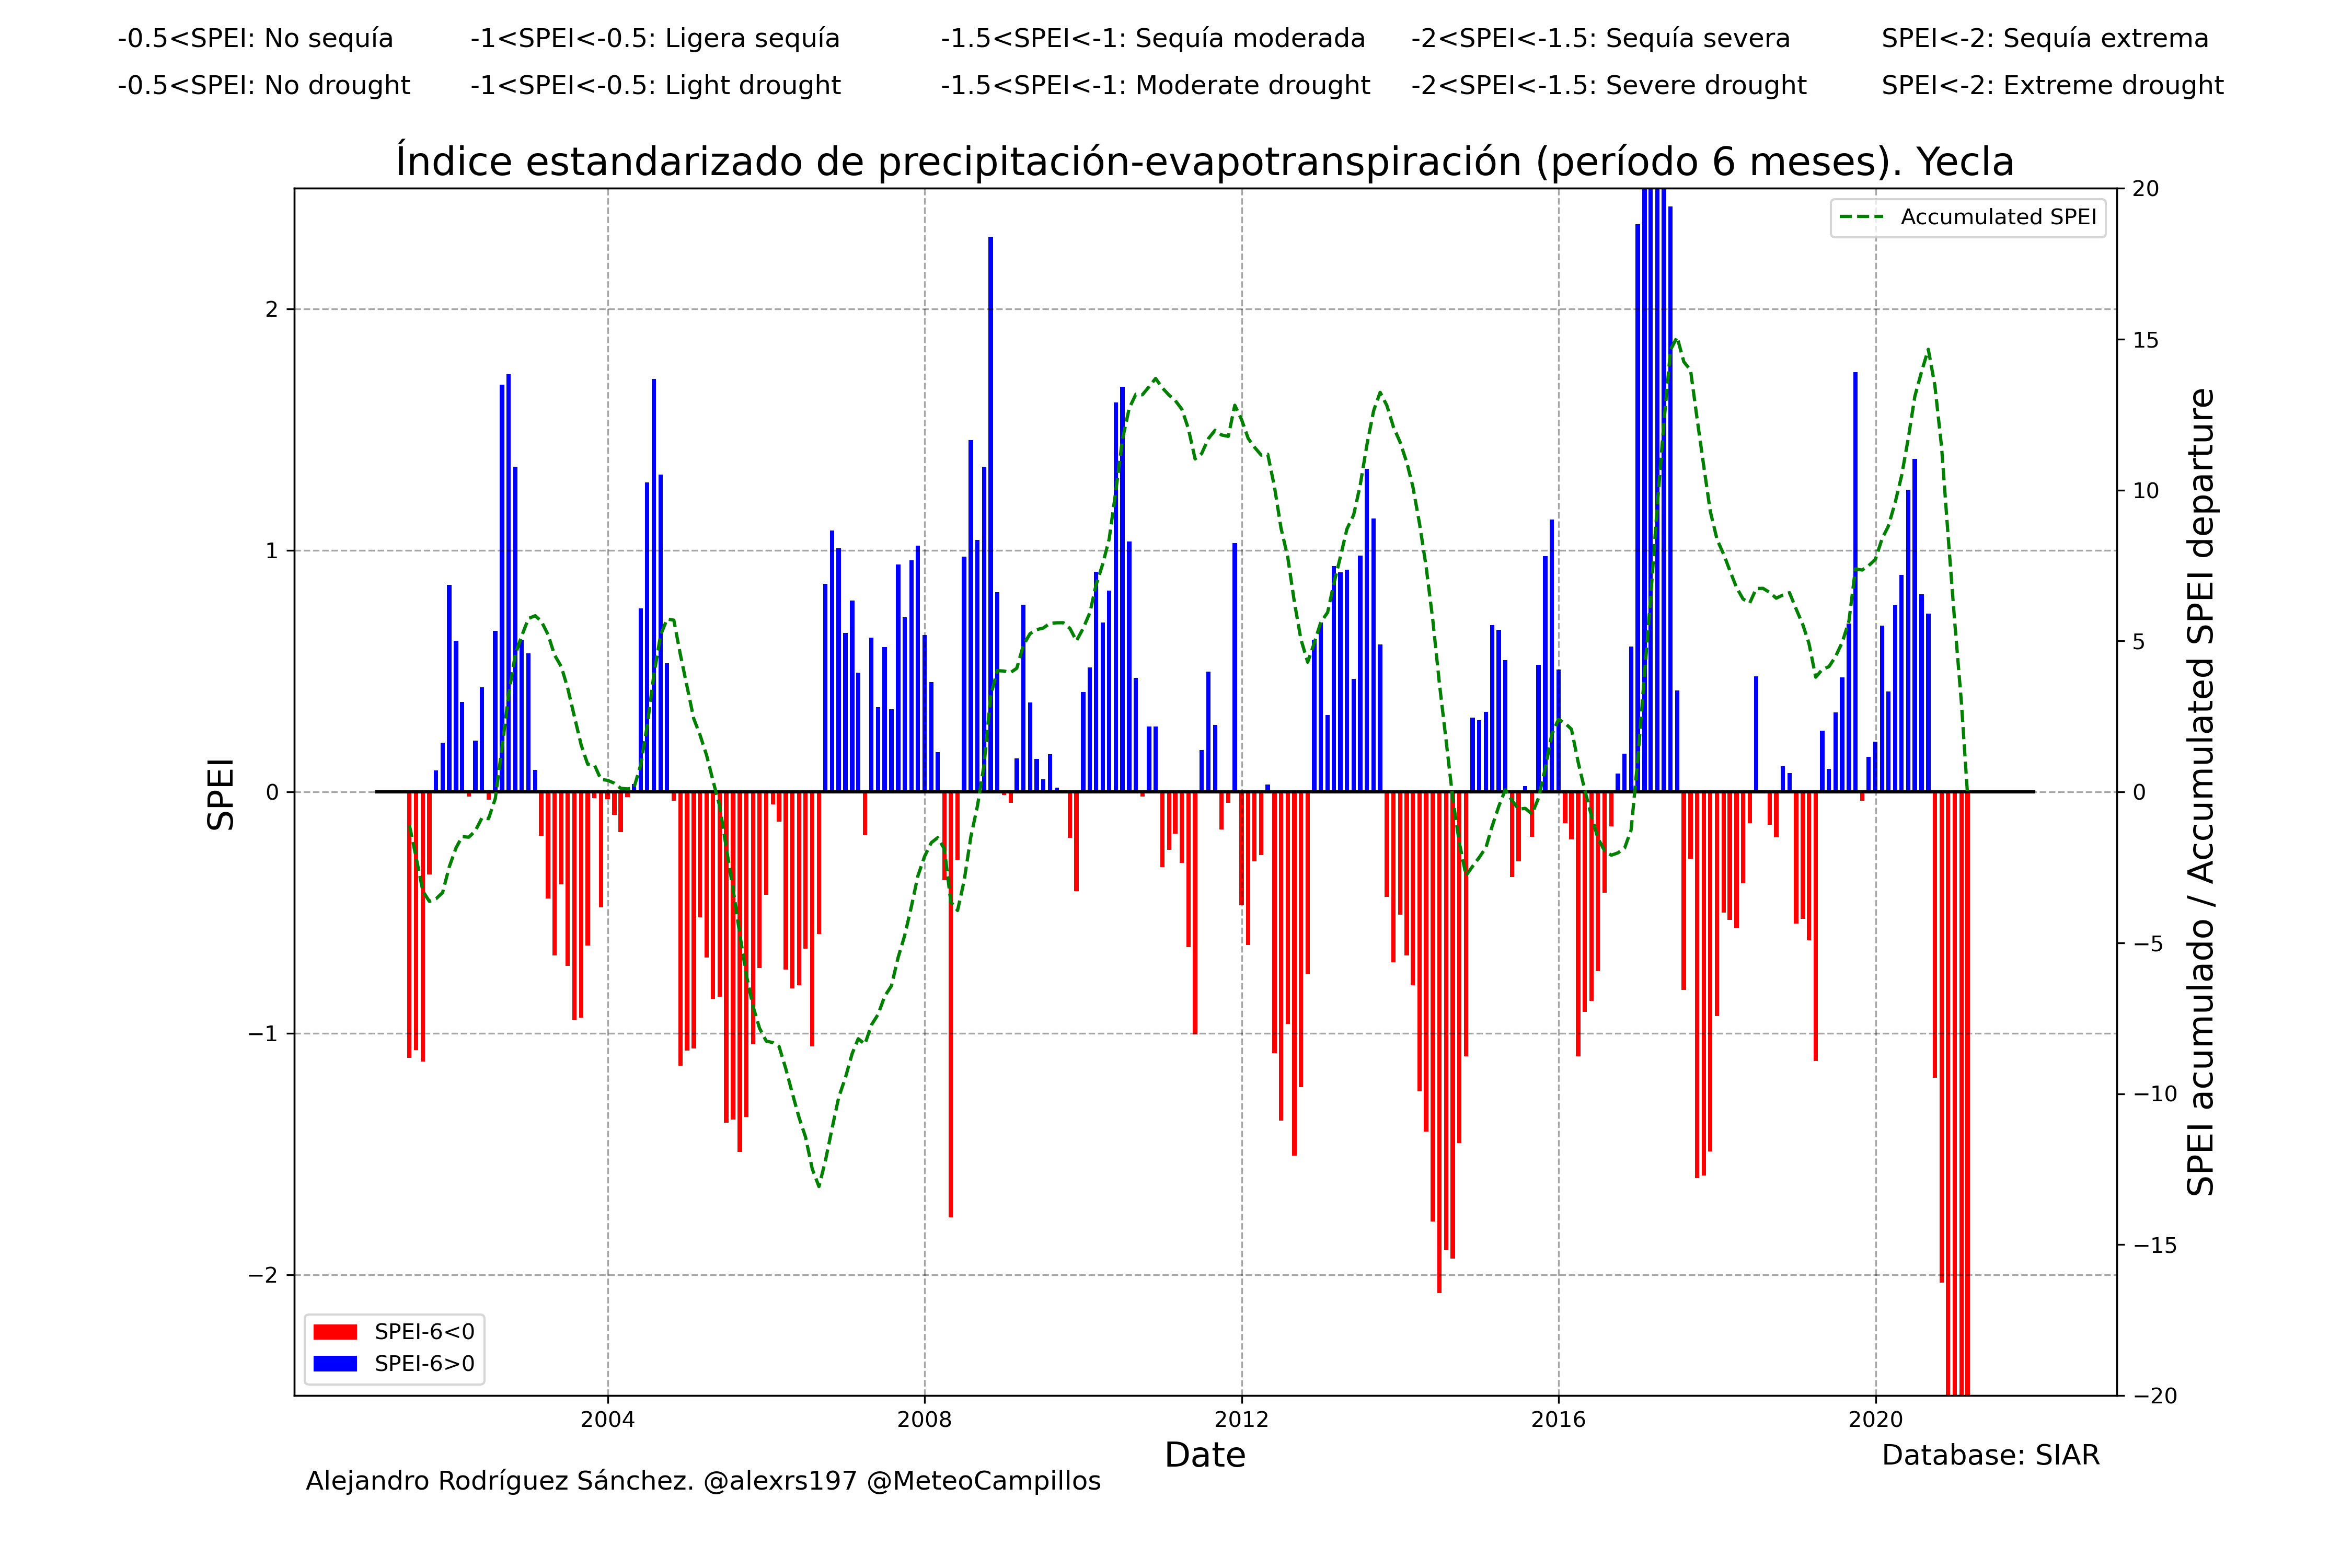 -0.5<SPEI: No sequía
-1<SPEI<-0.5: Ligera sequía
-1.5<SPEI<-1: Sequía moderada
-2<SPEI<-1.5: Sequía severa
SPEI<-2: Sequía extrema
-0.5<SPEI: No drought
-1<SPEI<-0.5: Light drought
-1.5<SPEI<-1: Moderate drought
-2<SPEI<-1.5: Severe drought
SPEI<-2: Extreme drought
Índice estandarizado de precipitación-evapotranspiración (período 6 meses). Yecla
Accumulated SPEI
SPEI
2
1
0
−1
−2
20
15
10
5
0
−5
−10
−15
−20
SPEI acumulado / Accumulated SPEI departure
SPEI-6<0
SPEI-6>0
2004
2008
2012
2016
2020
Date
Database: SIAR
Alejandro Rodríguez Sánchez. @alexrs197 @MeteoCampillos